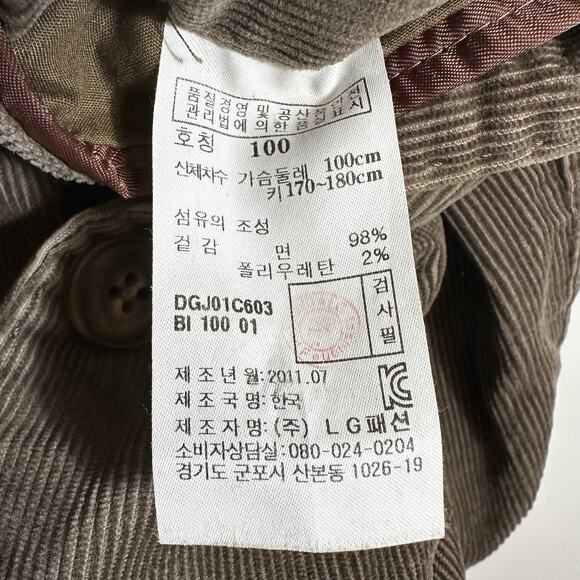 품질경영 및 공산품안전
관리법에 의한 품질표시
호칭 100
신체차수 가슴둘레 100cm
키 170~180cm
섬유의 조성
겉감 면 98%
폴리우레탄 2%
DGJ01C603
BI 100 01
검사필
제조년월: 2011.07
제조국명: 한국
제조자명: (주) LG패션
소비자상담실: 080-024-0204
경기도 군포시 산본동 1026-19